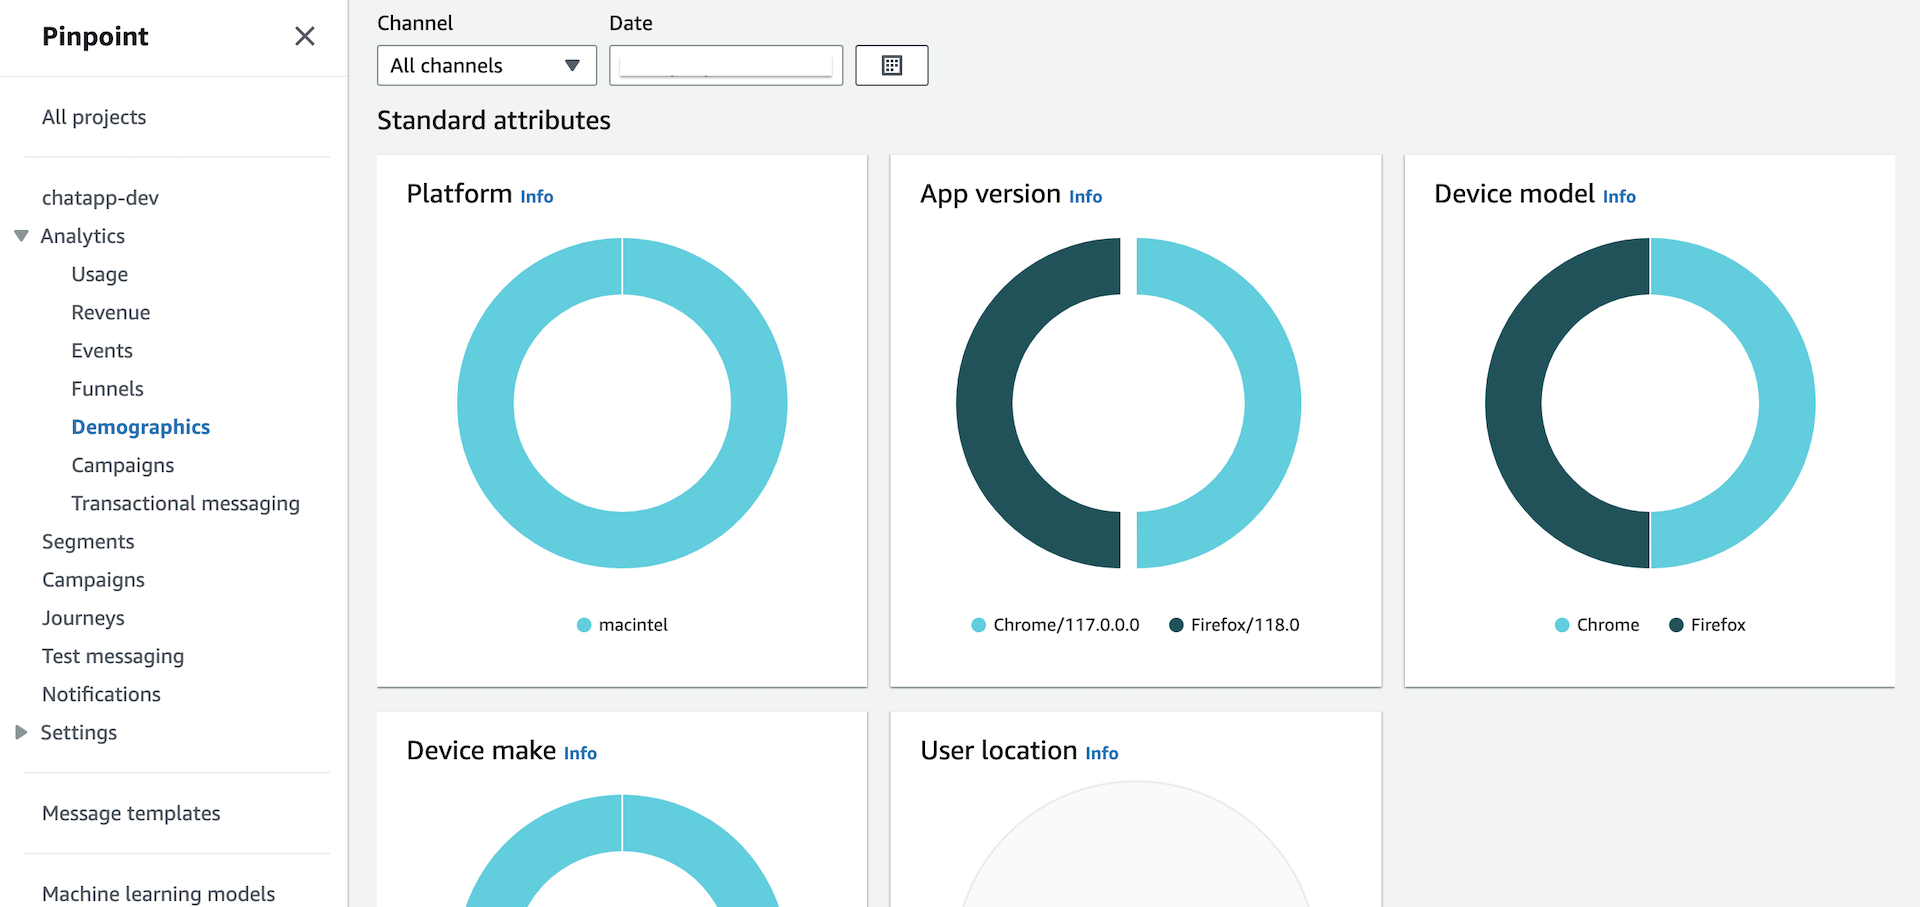 Pinpoint
All projects
chatapp-dev
Analytics
Usage
Revenue
Events
Funnels
Demographics
Campaigns
Transactional messaging
Segments
Campaigns
Journeys
Test messaging
Notifications
Settings
Message templates
Machine learning models
Channel
All channels
Date
Standard attributes
Platform Info
macintel
App version Info
Chrome/117.0.0.0 Firefox/118.0
Device model Info
Chrome Firefox
Device make Info
User location Info